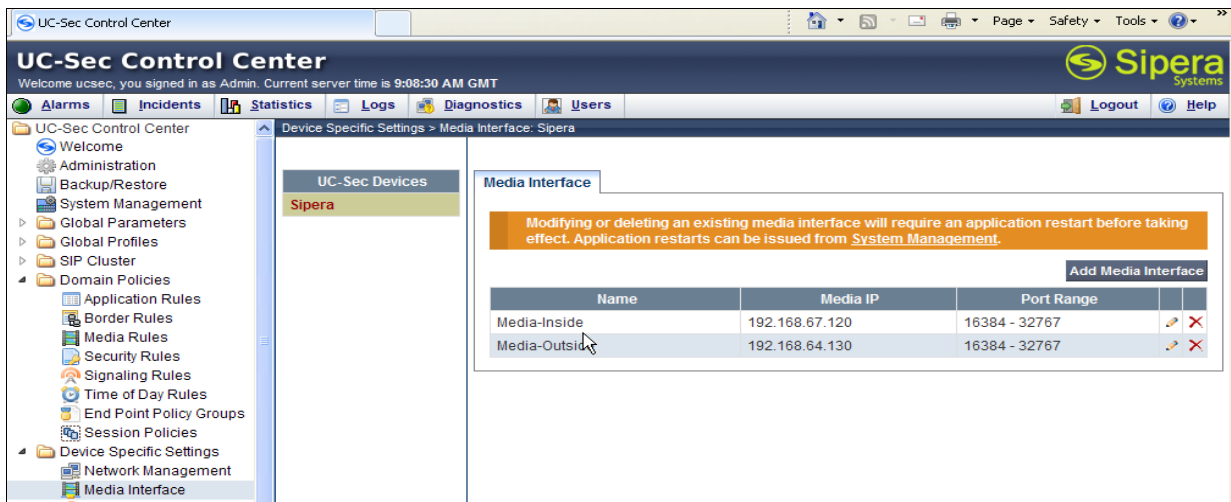 UC-Sec Control Center
Page
Safety
Tools
»
UC-Sec Control Center
Welcome ucsec, you signed in as Admin. Current server time is 9:08:30 AM GMT
Sipera
Systems
Alarms
Incidents
Statistics
Logs
Diagnostics
Users
Logout
Help
UC-Sec Control Center
Welcome
Administration
Backup/Restore
System Management
Global Parameters
Global Profiles
SIP Cluster
Domain Policies
Application Rules
Border Rules
Media Rules
Security Rules
Signaling Rules
Time of Day Rules
End Point Policy Groups
Session Policies
Device Specific Settings
Network Management
Media Interface
Device Specific Settings > Media Interface: Sipera
UC-Sec Devices
Sipera
Media Interface
Modifying or deleting an existing media interface will require an application restart before taking
effect. Application restarts can be issued from System Management.
Add Media Interface
Name Media IP Port Range
Media-Inside 192.168.67.120 16384 - 32767
Media-Outside 192.168.64.130 16384 - 32767